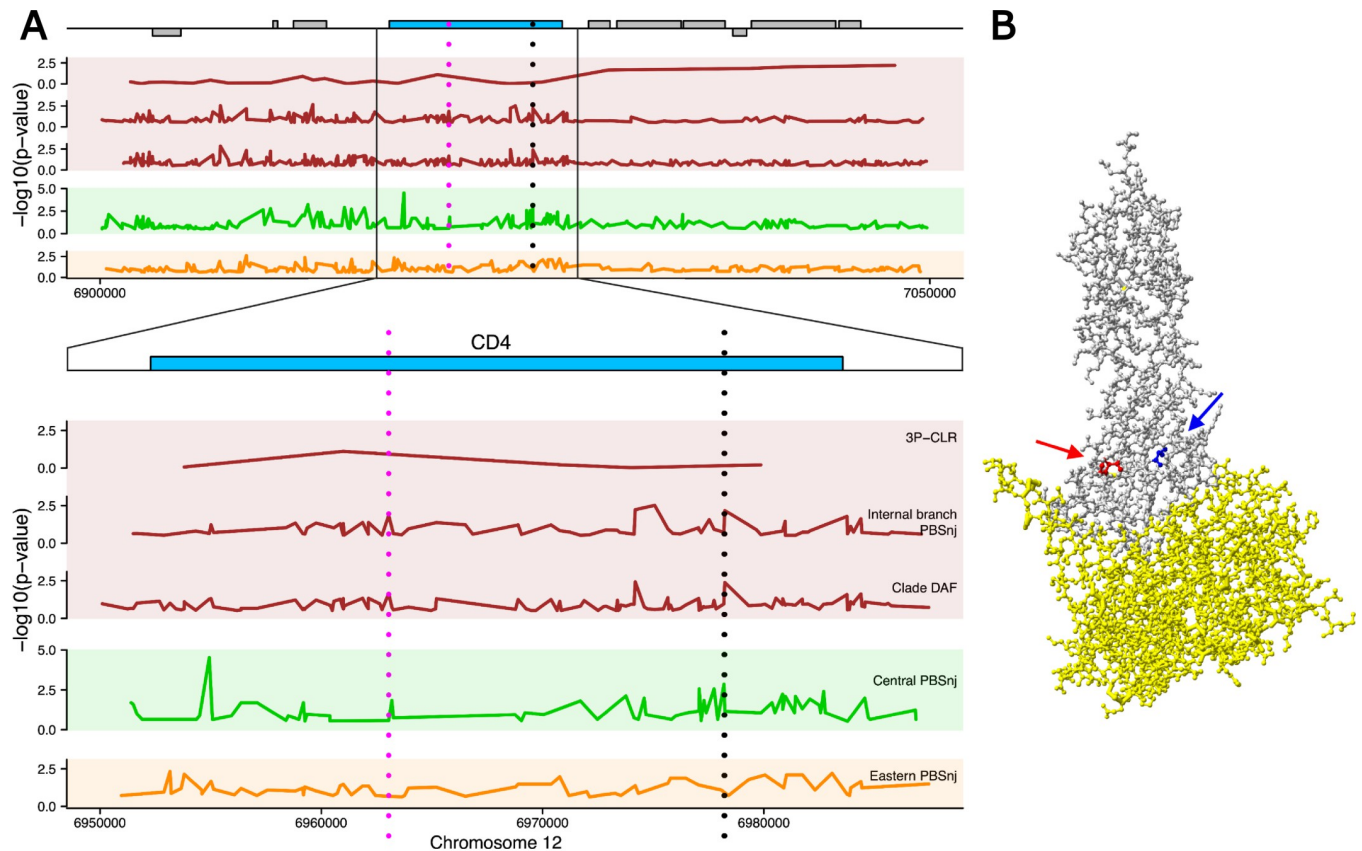 A
B
−log10(p−value)
2.5
0.0
2.5
0.0
2.5
0.0
5.0
2.5
0.0
2.5
0.0
6900000
7050000
CD4
−log10(p−value)
2.5
0.0
3P−CLR
2.5
0.0
Internal branch
PBSnj
2.5
0.0
Clade DAF
5.0
2.5
0.0
Central PBSnj
2.5
0.0
Eastern PBSnj
6950000
6960000
6970000
6980000
Chromosome 12